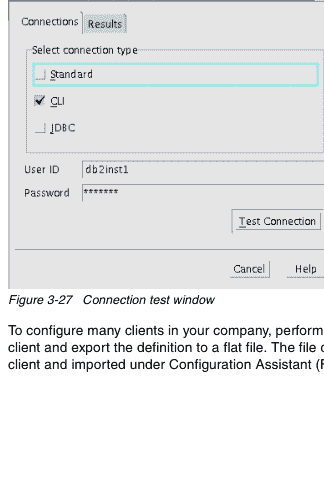 Connections Results
Select connection type
Standard
CLI
JDBC
User ID db2inst1
Password *******
Test Connection
Cancel Help
Figure 3-27 Connection test window
To configure many clients in your company, perform
client and export the definition to a flat file. The file
client and imported under Configuration Assistant